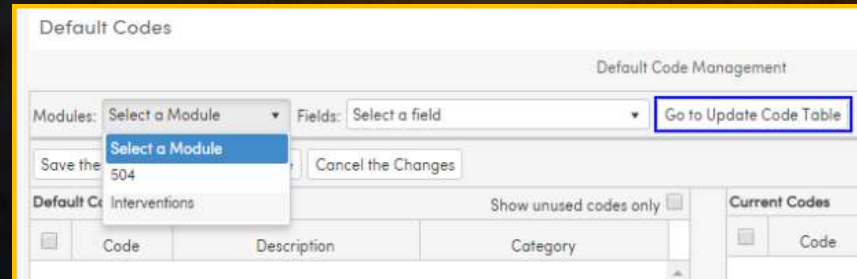 Default Codes
Default Code Management
Modules: Select a Module Fields: Select a field Go to Update Code Table
Select a Module
Save the Cancel the Changes
504
Default Interventions Show unused codes only Current Codes
Code Description Category Code